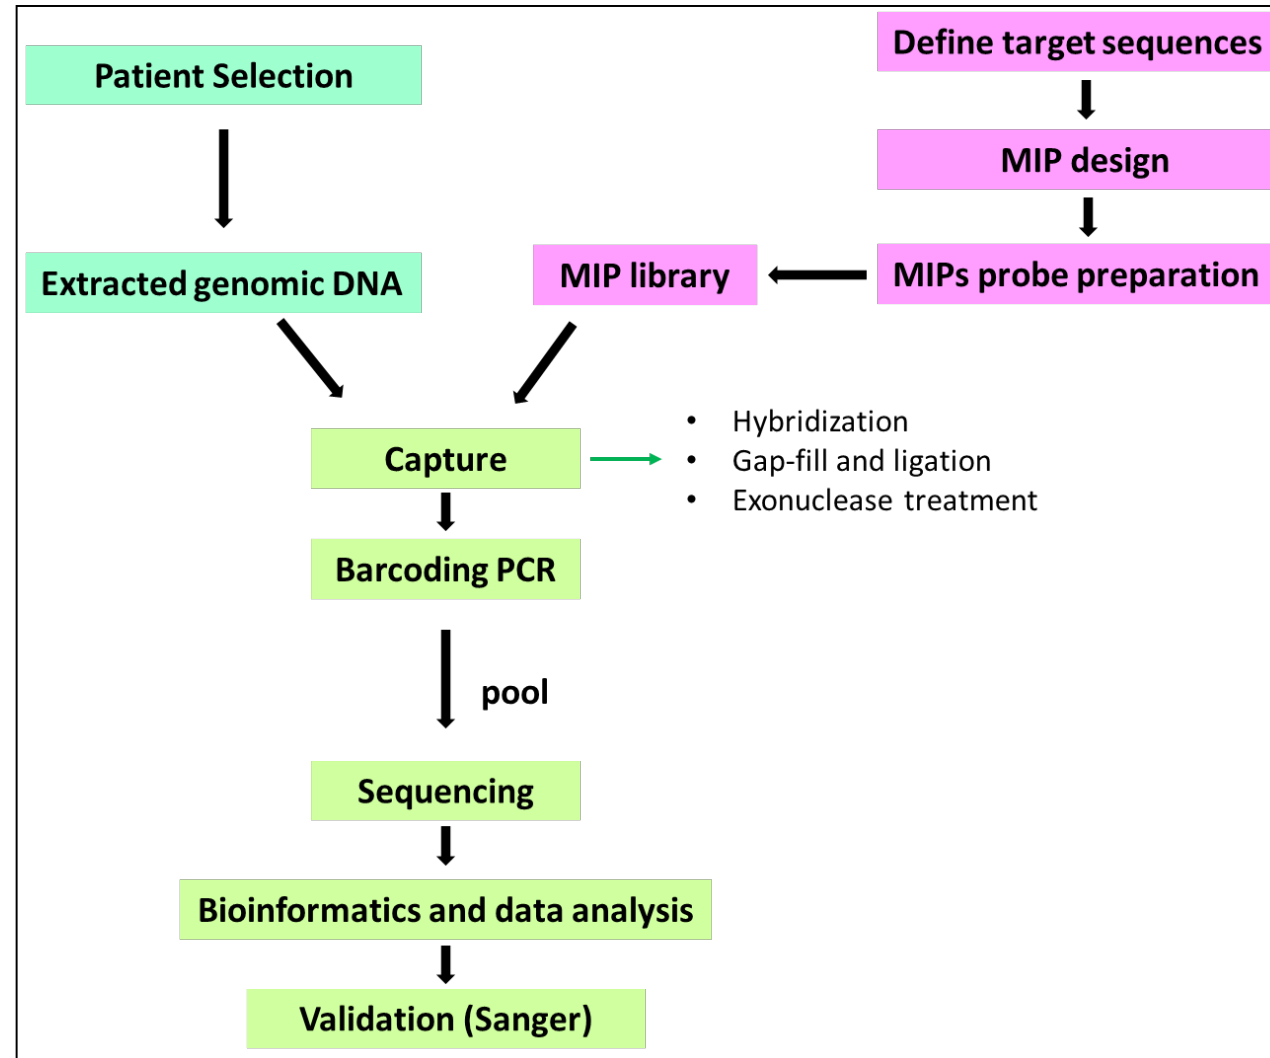 Patient Selection
Define target sequences
MIP design
Extracted genomic DNA
MIP library
MIPs probe preparation
Capture
• Hybridization
• Gap-fill and ligation
• Exonuclease treatment
Barcoding PCR
pool
Sequencing
Bioinformatics and data analysis
Validation (Sanger)